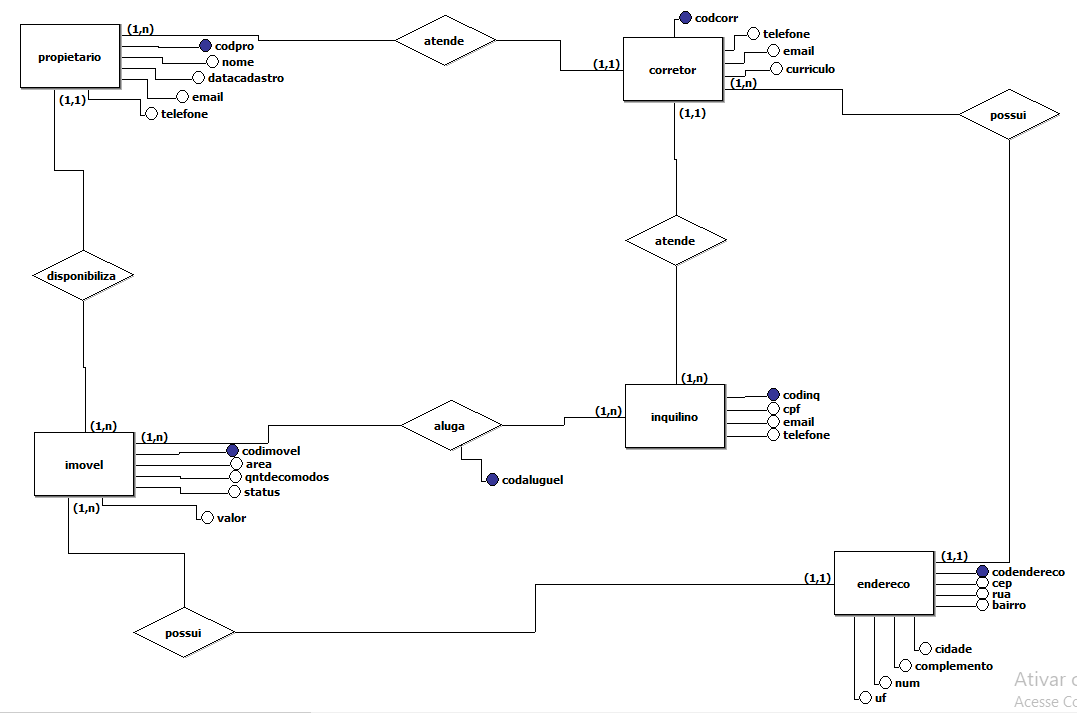 (1,n)
propietario
codpro
nome
datacadastro
email
telefone
(1,1)
atende
(1,1)
corretor
codcorr
telefone
email
curriculo
(1,n)
(1,1)
possui
atende
disponibiliza
(1,n)
inquilino
codinq
cpf
email
telefone
(1,n)
aluga
codaluguel
(1,n)
(1,n)
imovel
codimovel
area
qntdecomodos
status
valor
(1,n)
possui
(1,1)
(1,1)
endereco
codendereco
cep
rua
bairro
cidade
complemento
num
uf
Ativar
Acesse